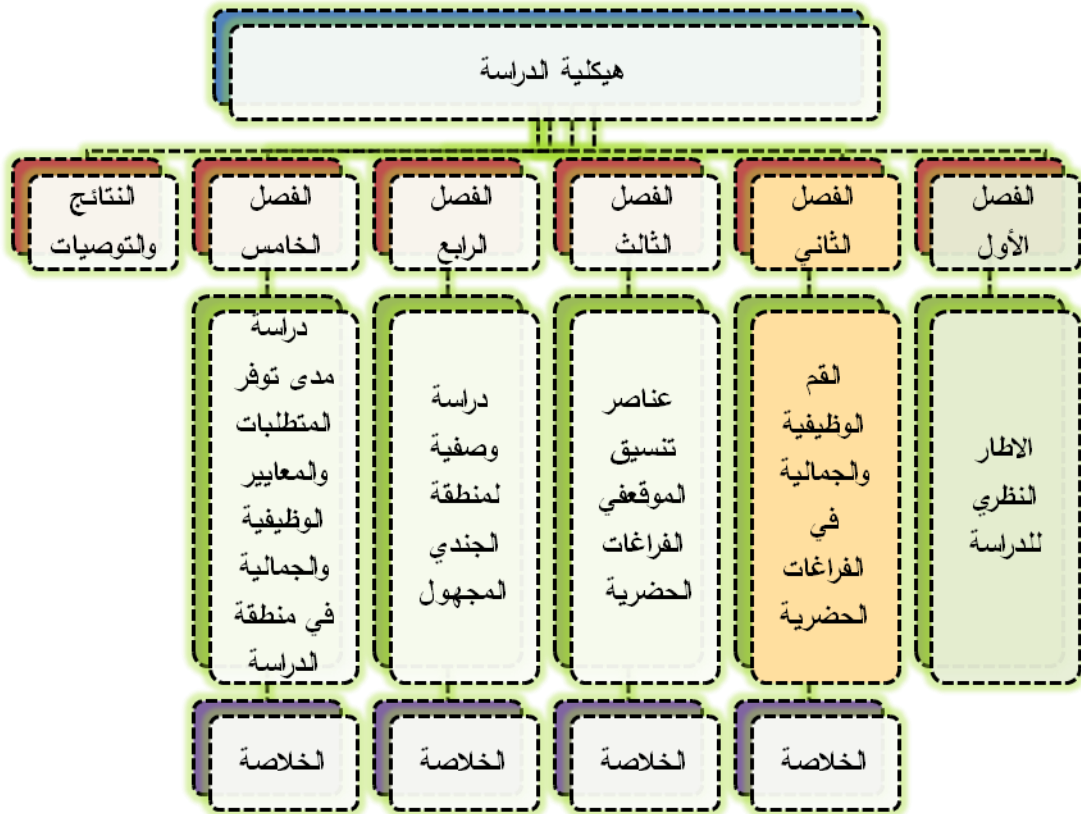 هيكلية الدراسة
الفصل
الأول
الفصل
الثاني
الفصل
الثالث
الفصل
الرابع
الفصل
الخامس
النتائج
والتوصيات
الاطار
النظري
للدراسة
القم
الوظيفية
والجمالية
في
الفراغات
الحضرية
عناصر
تنسيق
الموقعفي
الفراغات
الحضرية
دراسة
وصفية
لمنطقة
الجندي
المجهول
دراسة
مدى توفر
المتطلبات
والمعايير
الوظيفية
والجمالية
في منطقة
الدراسة
الخلاصة
الخلاصة
الخلاصة
الخلاصة